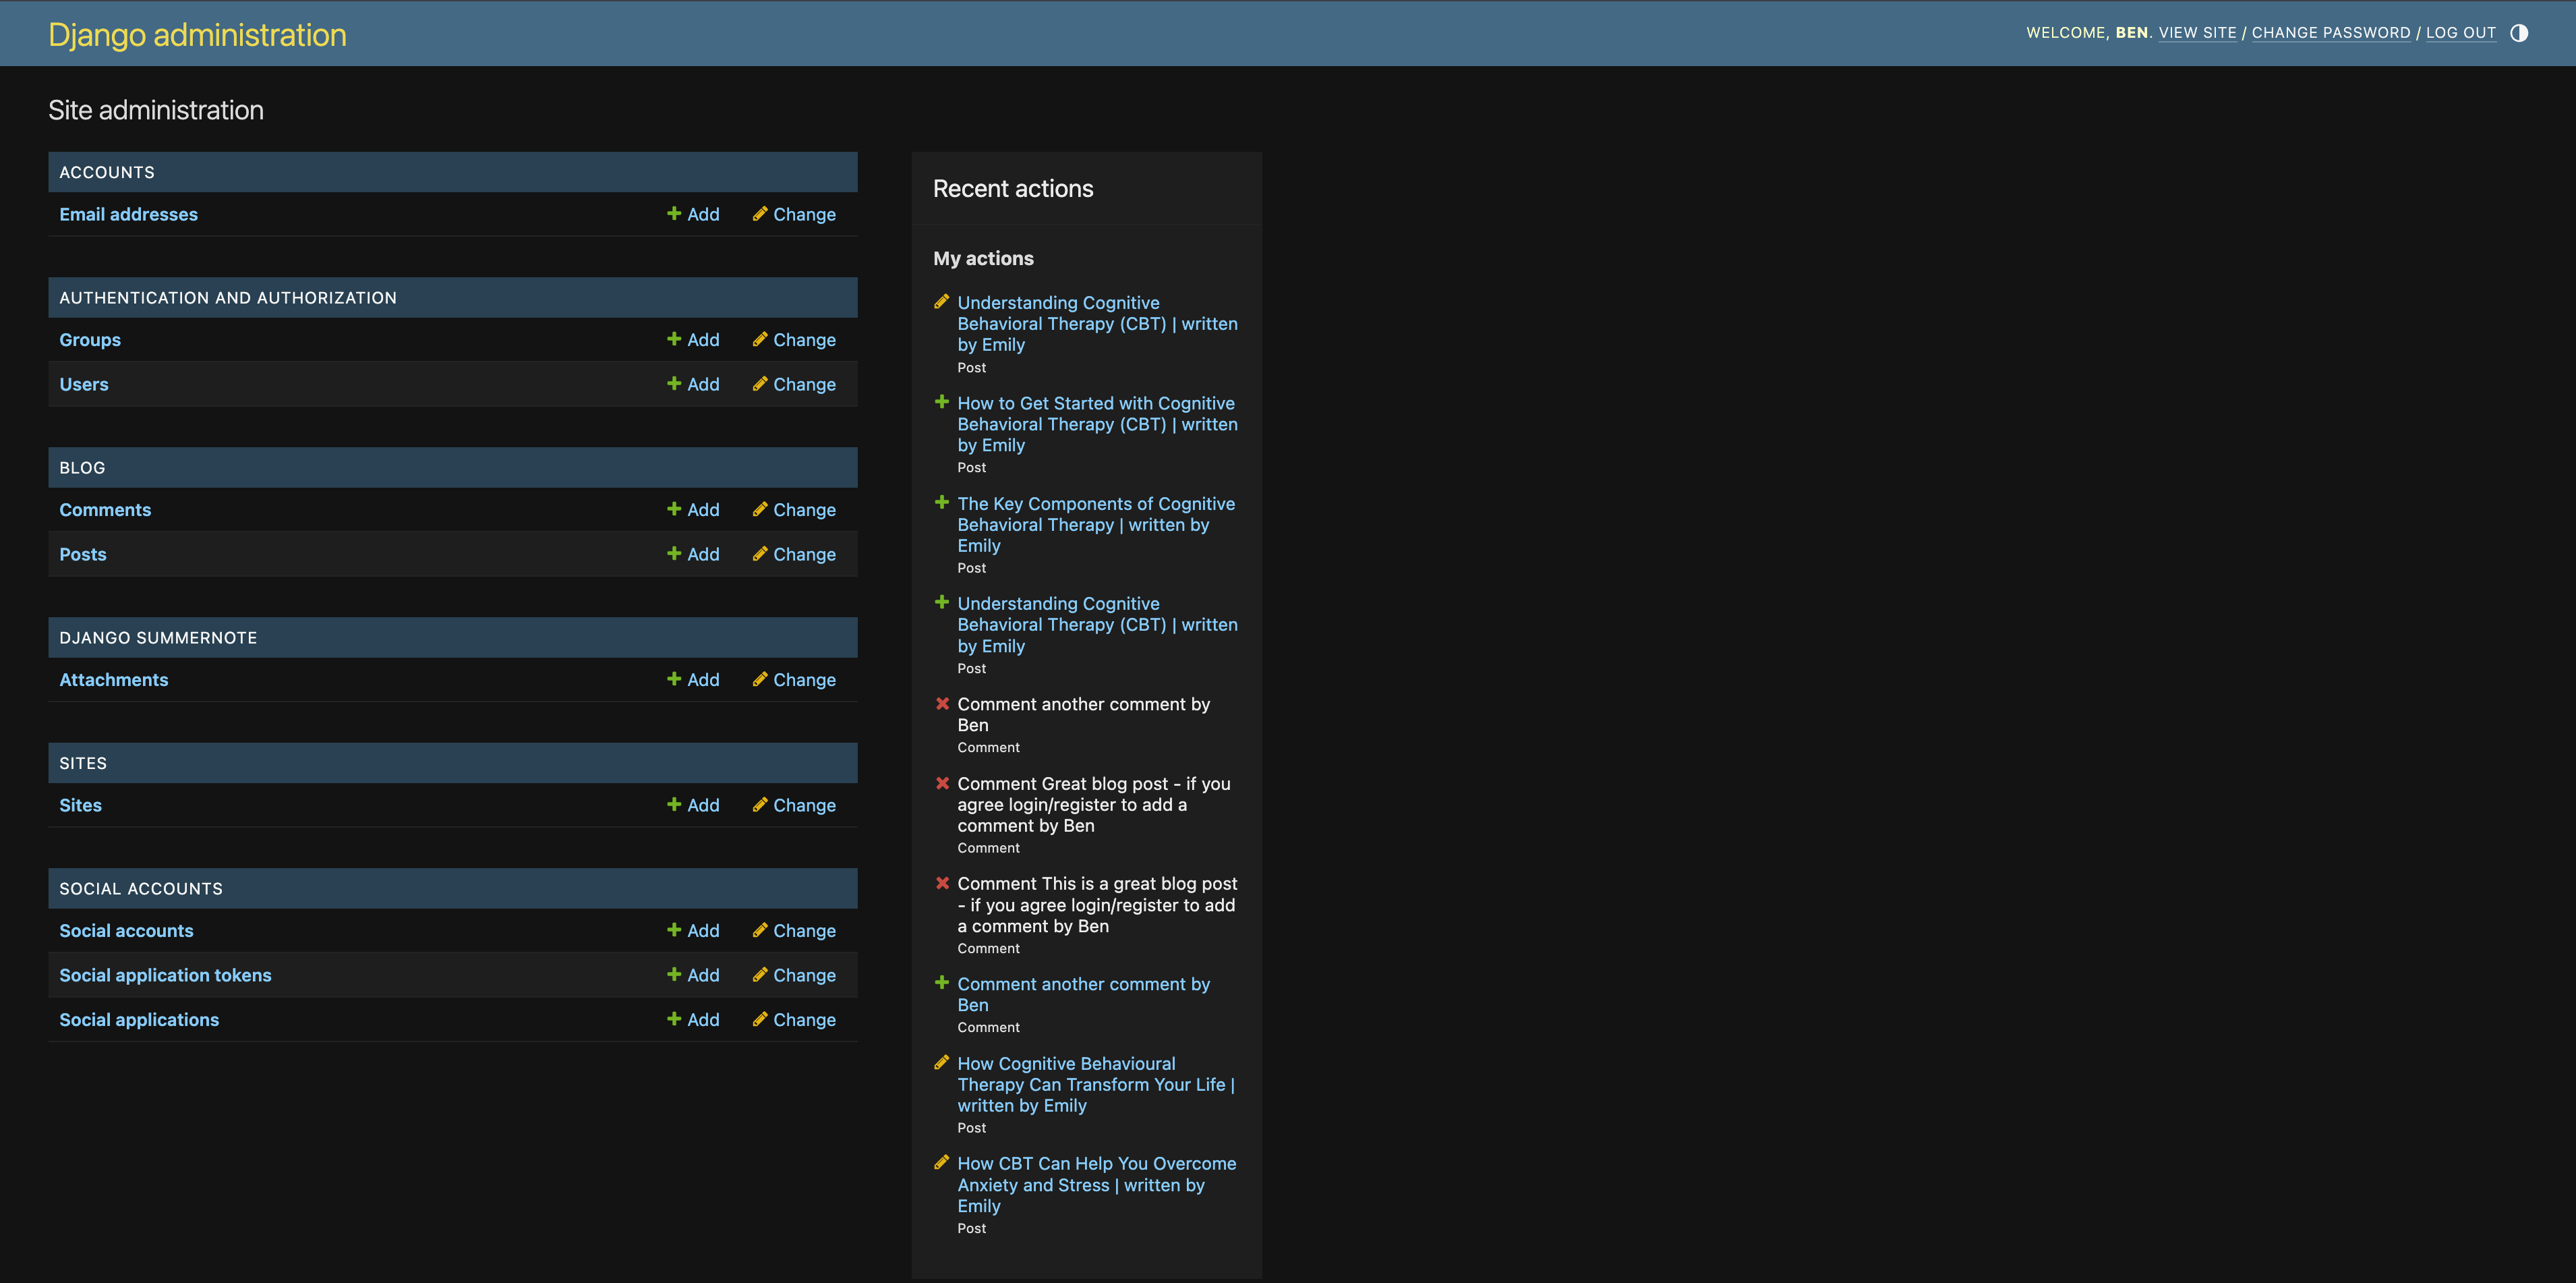 Django administration
WELCOME, BEN. VIEW SITE / CHANGE PASSWORD / LOG OUT
Site administration
ACCOUNTS
Email addresses Add Change
AUTHENTICATION AND AUTHORIZATION
Groups Add Change
Users Add Change
BLOG
Comments Add Change
Posts Add Change
DJANGO SUMMERNOTE
Attachments Add Change
SITES
Sites Add Change
SOCIAL ACCOUNTS
Social accounts Add Change
Social application tokens Add Change
Social applications Add Change
Recent actions
My actions
Understanding Cognitive
Behavioral Therapy (CBT) | written
by Emily
Post
How to Get Started with Cognitive
Behavioral Therapy (CBT) | written
by Emily
Post
The Key Components of Cognitive
Behavioral Therapy | written by
Emily
Post
Understanding Cognitive
Behavioral Therapy (CBT) | written
by Emily
Post
Comment another comment by
Ben
Comment
Comment Great blog post - if you
agree login/register to add a
comment by Ben
Comment
Comment This is a great blog post
- if you agree login/register to add
a comment by Ben
Comment
Comment another comment by
Ben
Comment
How Cognitive Behavioural
Therapy Can Transform Your Life |
written by Emily
Post
How CBT Can Help You Overcome
Anxiety and Stress | written by
Emily
Post